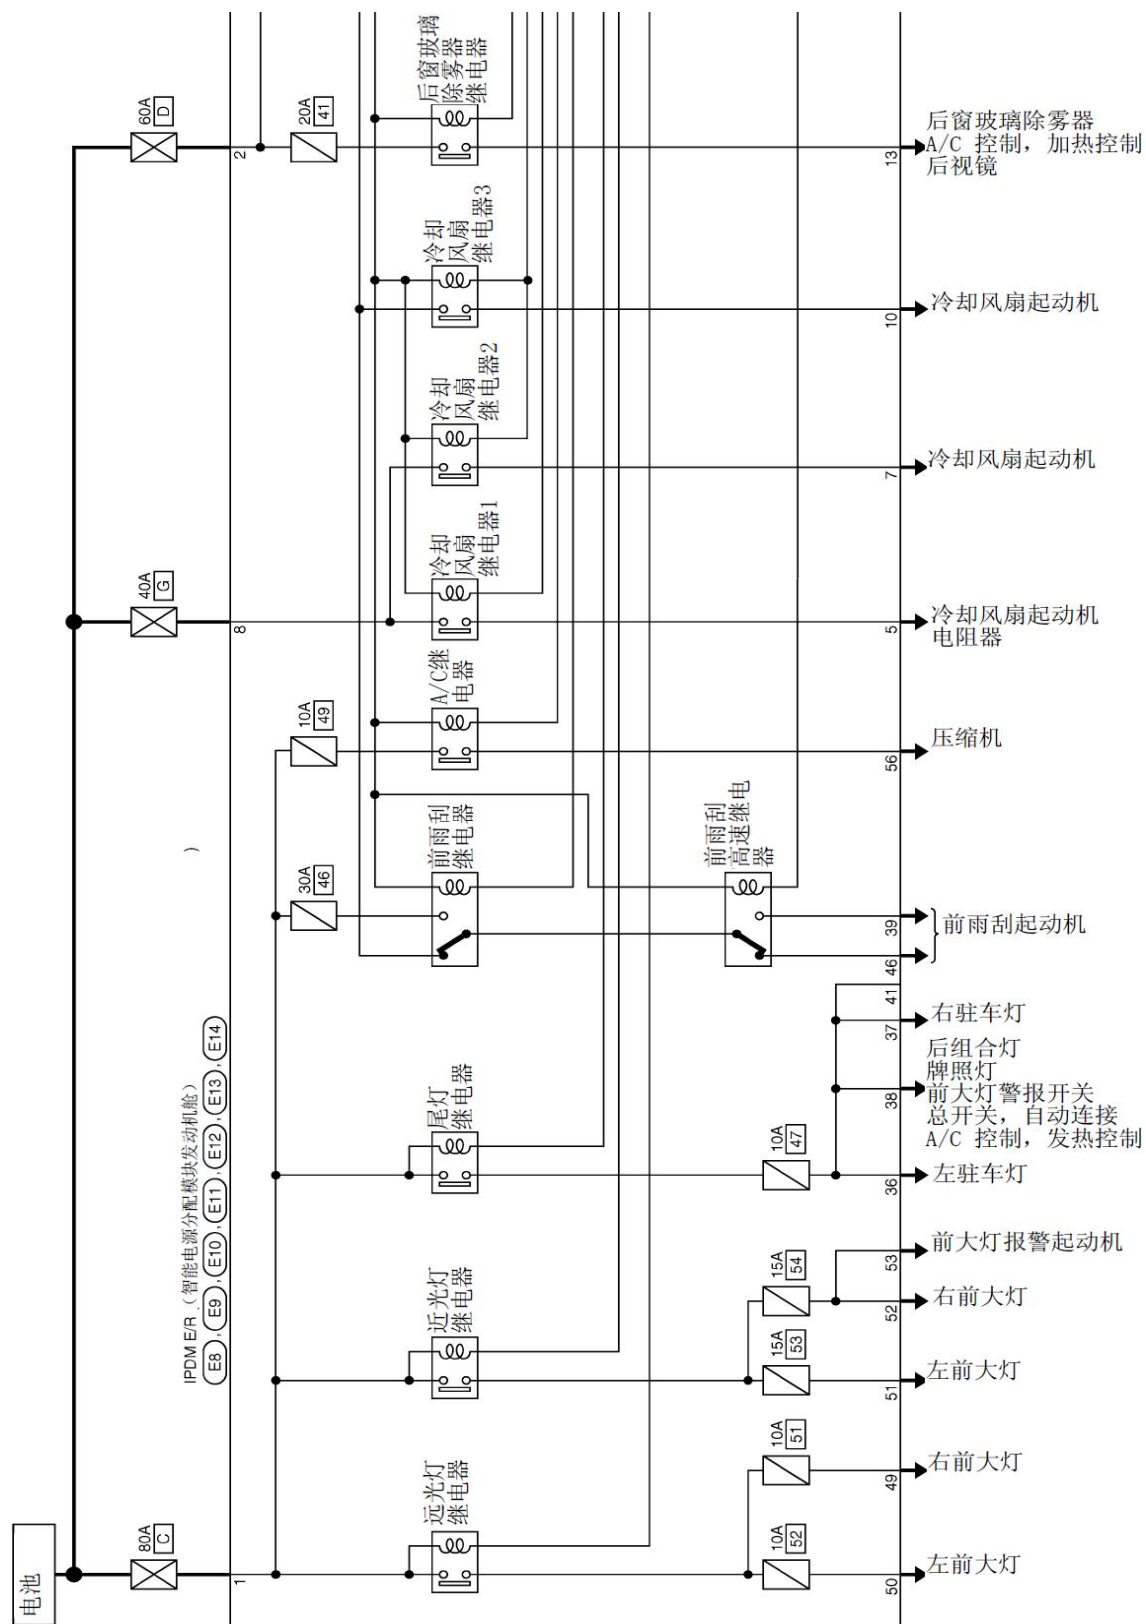 60A
D
2
20A
41
后窗玻璃
除雾器
继电器
13
后窗玻璃除雾器
A/C 控制，加热控制
后视镜
冷却
风扇
继电器3
10
冷却风扇起动机
冷却
风扇
继电器2
7
冷却风扇起动机
40A
G
8
冷却
风扇
继电器1
5
冷却风扇起动机
电阻器
10A
49
A/C继
电器
56
压缩机
)
30A
46
前雨刮
继电器
前雨刮
高速继电
器
39
46
前雨刮起动机
41
37
右驻车灯
IPDM E/R (智能电源分配模块发动机舱)
E8, E9, E10, E11, E12, E13, E14
尾灯
继电器
10A
47
38
后组合灯
牌照灯
前大灯警报开关
总开关，自动连接
A/C 控制，发热控制
36
左驻车灯
近光灯
继电器
15A
54
53
前大灯报警起动机
52
右前大灯
15A
53
51
左前大灯
10A
51
49
右前大灯
电池
80A
C
1
远光灯
继电器
10A
52
50
左前大灯